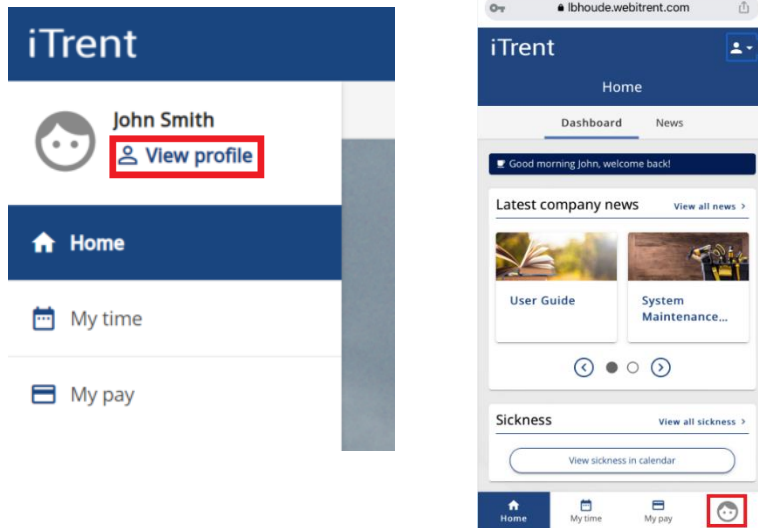 iTrent
John Smith
View profile
Home
My time
My pay
lbhoude.webitrent.com
iTrent
Home
Dashboard News
Good morning John, welcome back!
Latest company news View all news >
User Guide
System
Maintenance...
Sickness View all sickness >
View sickness in calendar
Home My time My pay